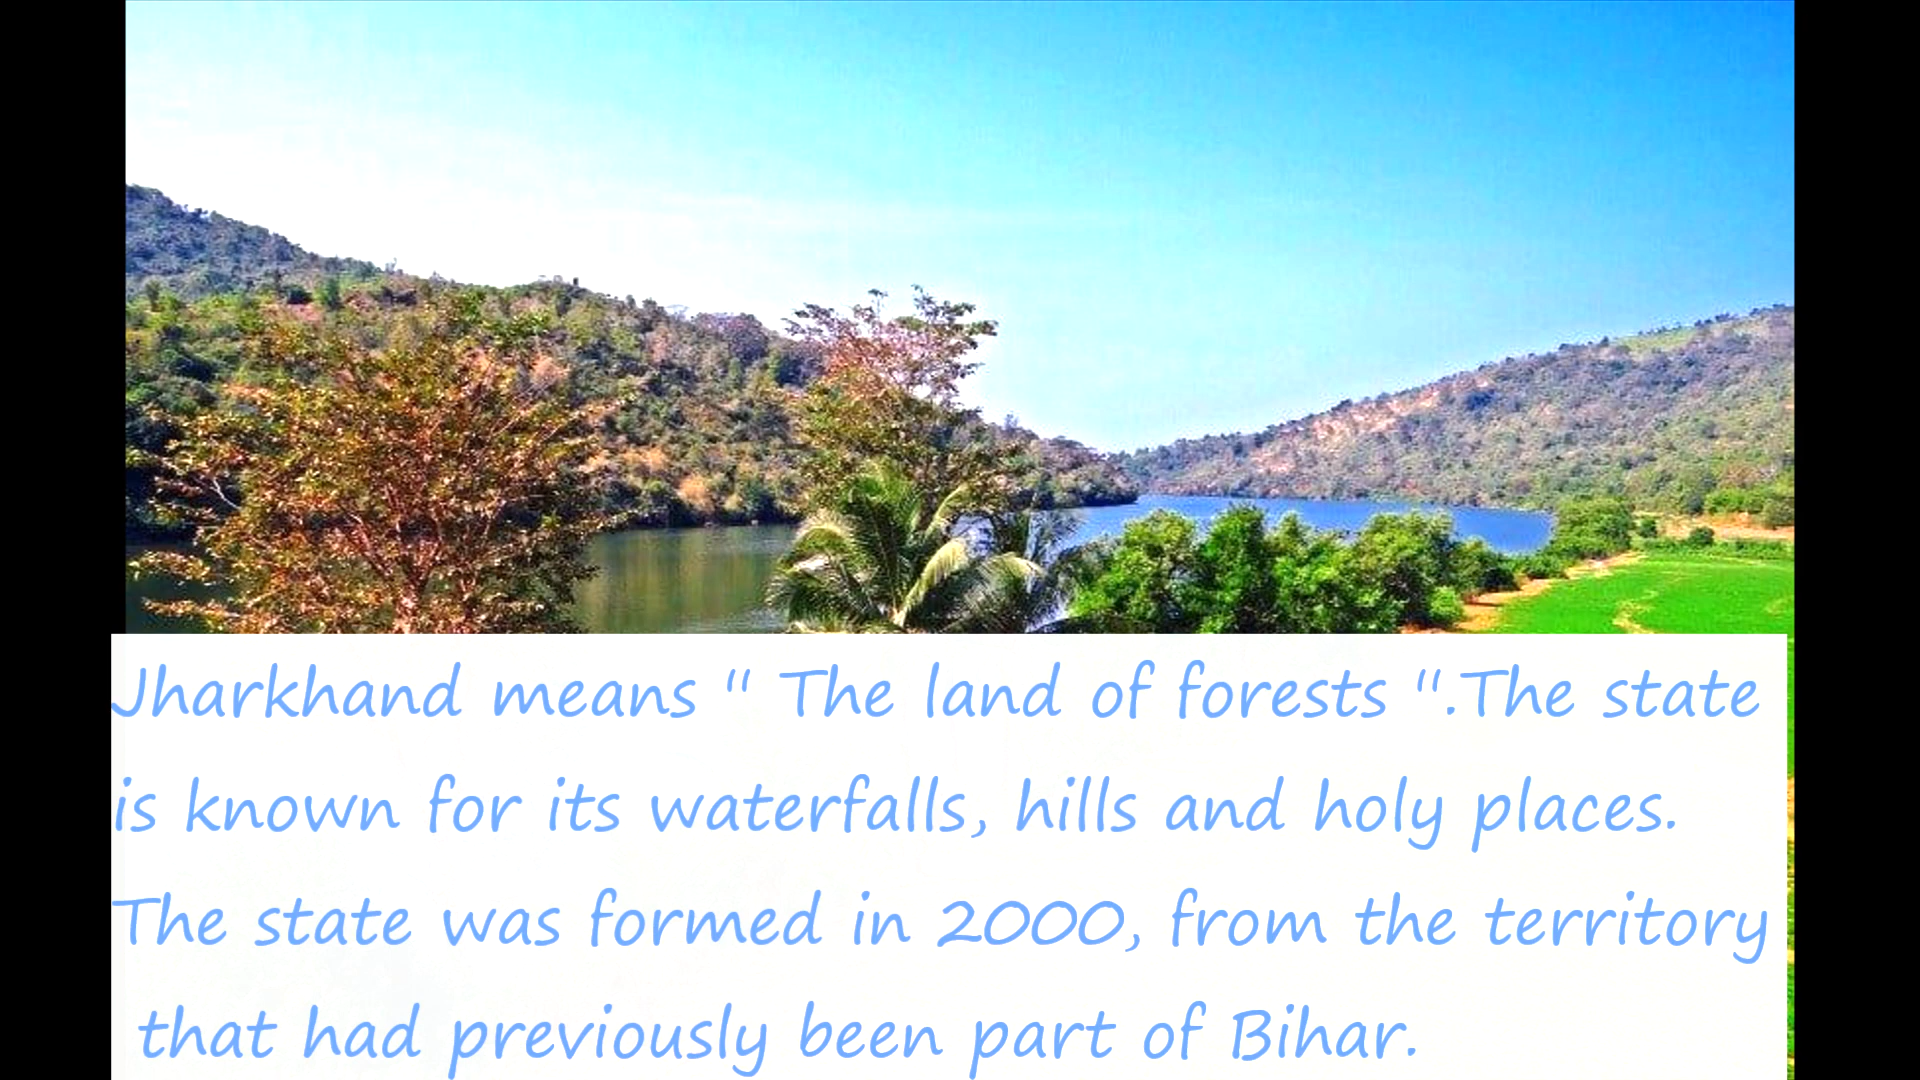 Jharkhand means " The land of forests ".The state
is known for its waterfalls, hills and holy places.
The state was formed in 2000, from the territory
that had previously been part of Bihar.